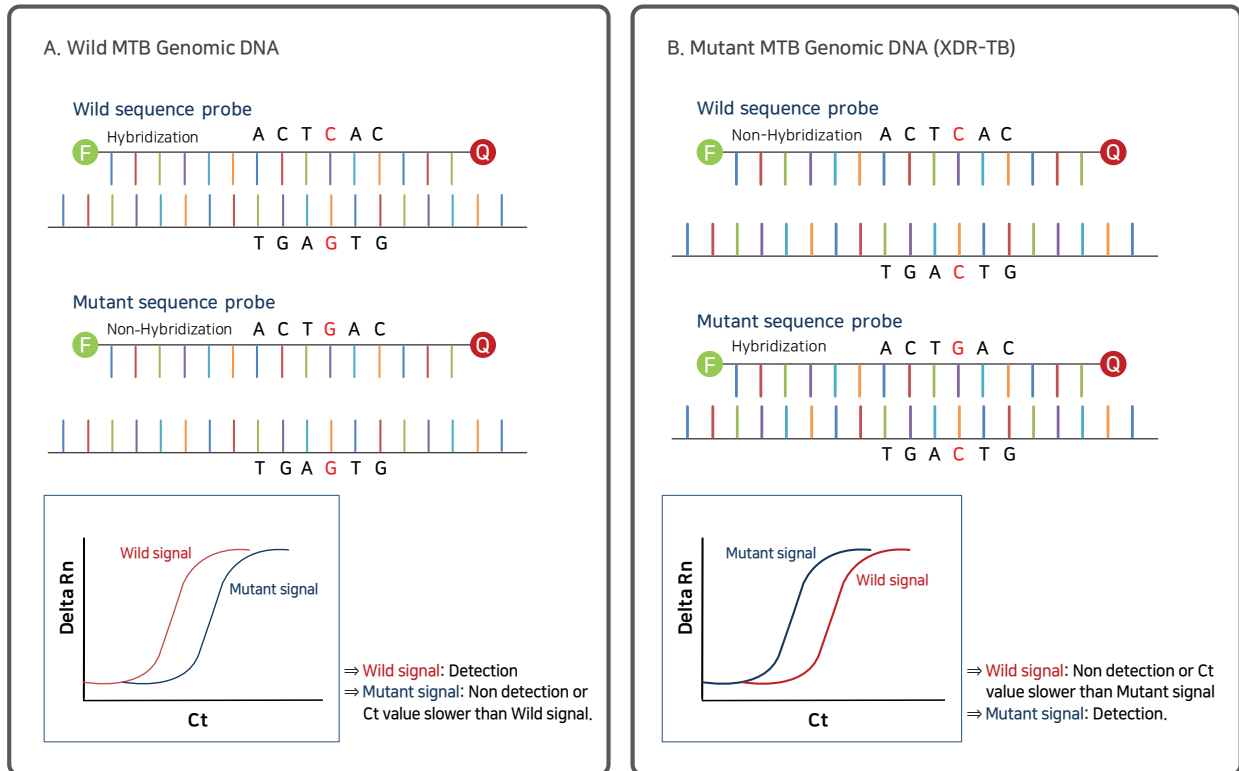 A. Wild MTB Genomic DNA
Wild sequence probe
Hybridization
A C T C A C
F
Q
T G A G T G
Mutant sequence probe
Non-Hybridization
A C T G A C
F
Q
T G A G T G
Wild signal
Mutant signal
Delta Rn
Ct
⇒ Wild signal: Detection
⇒ Mutant signal: Non detection or
Ct value slower than Wild signal.
B. Mutant MTB Genomic DNA (XDR-TB)
Wild sequence probe
Non-Hybridization
A C T C A C
F
Q
T G A C T G
Mutant sequence probe
Hybridization
A C T G A C
F
Q
T G A C T G
Mutant signal
Wild signal
Delta Rn
Ct
⇒ Wild signal: Non detection or Ct
value slower than Mutant signal
⇒ Mutant signal: Detection.